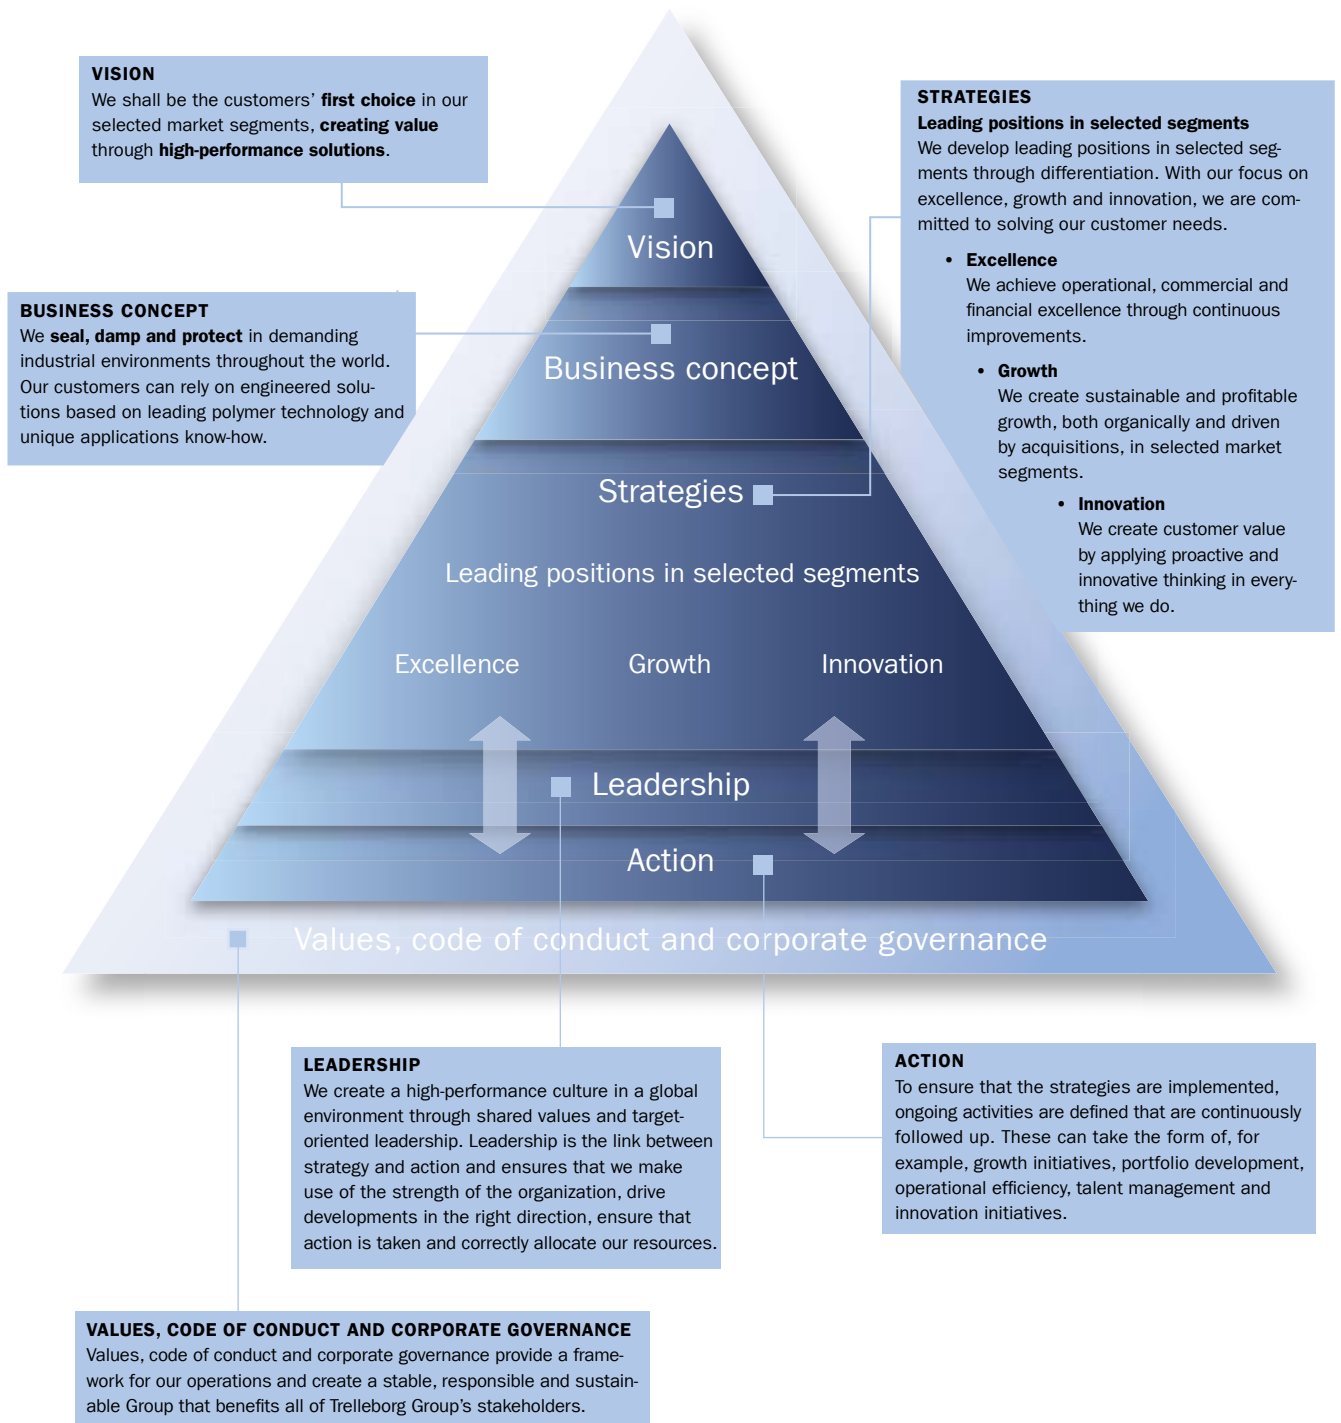 VISION
We shall be the customers’ first choice in our
selected market segments, creating value
through high-performance solutions.
STRATEGIES
Leading positions in selected segments
We develop leading positions in selected seg-
ments through differentiation. With our focus on
excellence, growth and innovation, we are com-
mitted to solving our customer needs.
• Excellence
We achieve operational, commercial and
financial excellence through continuous
improvements.
• Growth
We create sustainable and profitable
growth, both organically and driven
by acquisitions, in selected market
segments.
• Innovation
We create customer value
by applying proactive and
innovative thinking in every-
thing we do.
BUSINESS CONCEPT
We seal, damp and protect in demanding
industrial environments throughout the world.
Our customers can rely on engineered solu-
tions based on leading polymer technology and
unique applications know-how.
Vision
Business concept
Strategies
Leading positions in selected segments
Excellence Growth Innovation
Leadership
Action
Values, code of conduct and corporate governance
LEADERSHIP
We create a high-performance culture in a global
environment through shared values and target-
oriented leadership. Leadership is the link between
strategy and action and ensures that we make
use of the strength of the organization, drive
developments in the right direction, ensure that
action is taken and correctly allocate our resources.
ACTION
To ensure that the strategies are implemented,
ongoing activities are defined that are continuously
followed up. These can take the form of, for
example, growth initiatives, portfolio development,
operational efficiency, talent management and
innovation initiatives.
VALUES, CODE OF CONDUCT AND CORPORATE GOVERNANCE
Values, code of conduct and corporate governance provide a frame-
work for our operations and create a stable, responsible and sustain-
able Group that benefits all of Trelleborg Group’s stakeholders.